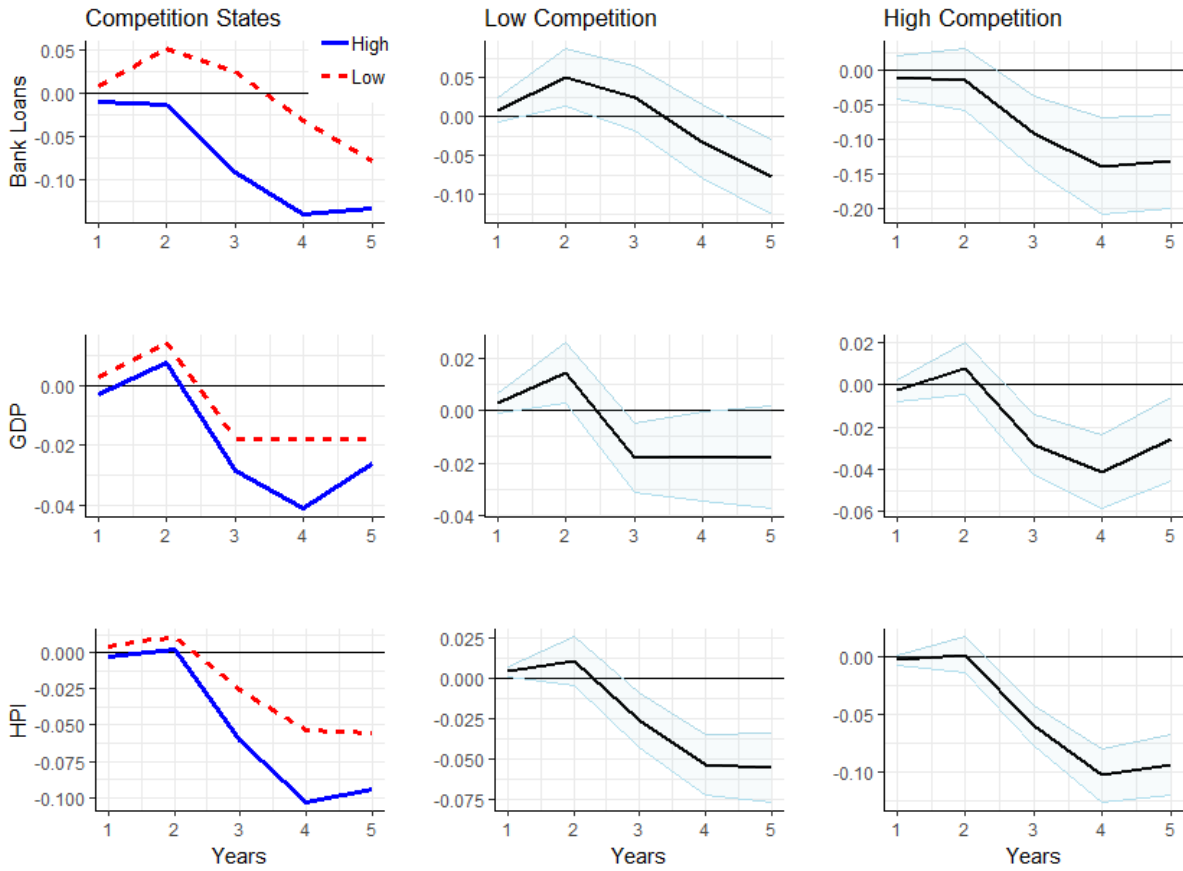 Competition States
Low Competition
High Competition
High
Low
Bank Loans
0.05
0.00
-0.05
-0.10
1 2 3 4 5
0.05
0.00
-0.05
-0.10
1 2 3 4 5
0.00
-0.05
-0.10
-0.15
-0.20
1 2 3 4 5
GDP
0.00
-0.02
-0.04
1 2 3 4 5
0.02
0.00
-0.02
-0.04
1 2 3 4 5
0.02
0.00
-0.02
-0.04
-0.06
1 2 3 4 5
HPI
0.000
-0.025
-0.050
-0.075
-0.100
1 2 3 4 5
Years
0.025
0.000
-0.025
-0.050
-0.075
1 2 3 4 5
Years
0.00
-0.05
-0.10
1 2 3 4 5
Years